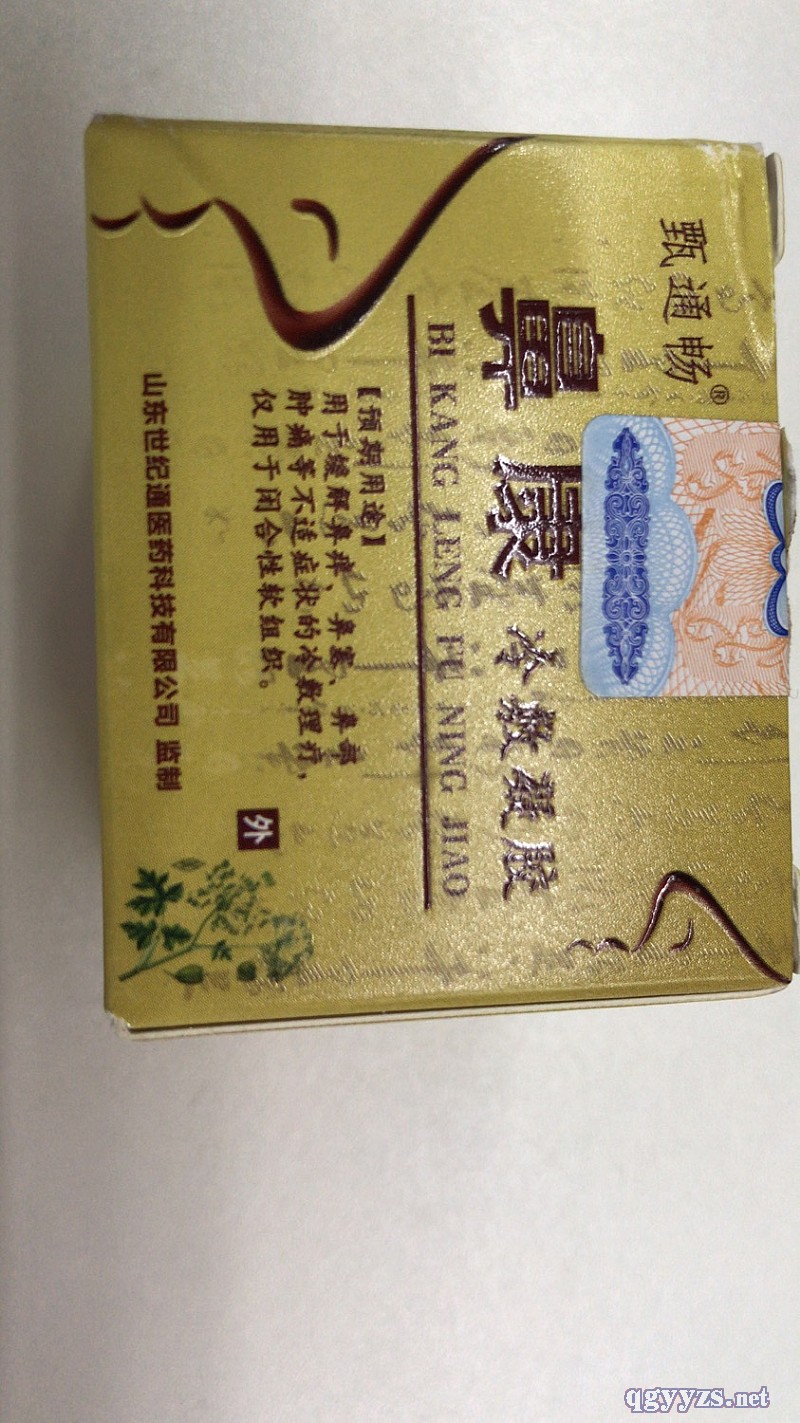 甄通畅®
鼻康 冷敷凝胶
BI KANG LENG FU NING JIAO
【预期用途】
用于缓解鼻痒、鼻塞、鼻部
肿痛等不适症状的冷敷理疗，
仅用于闭合性软组织。
山东世纪通医药科技有限公司 监制
外
qgyyzs.net